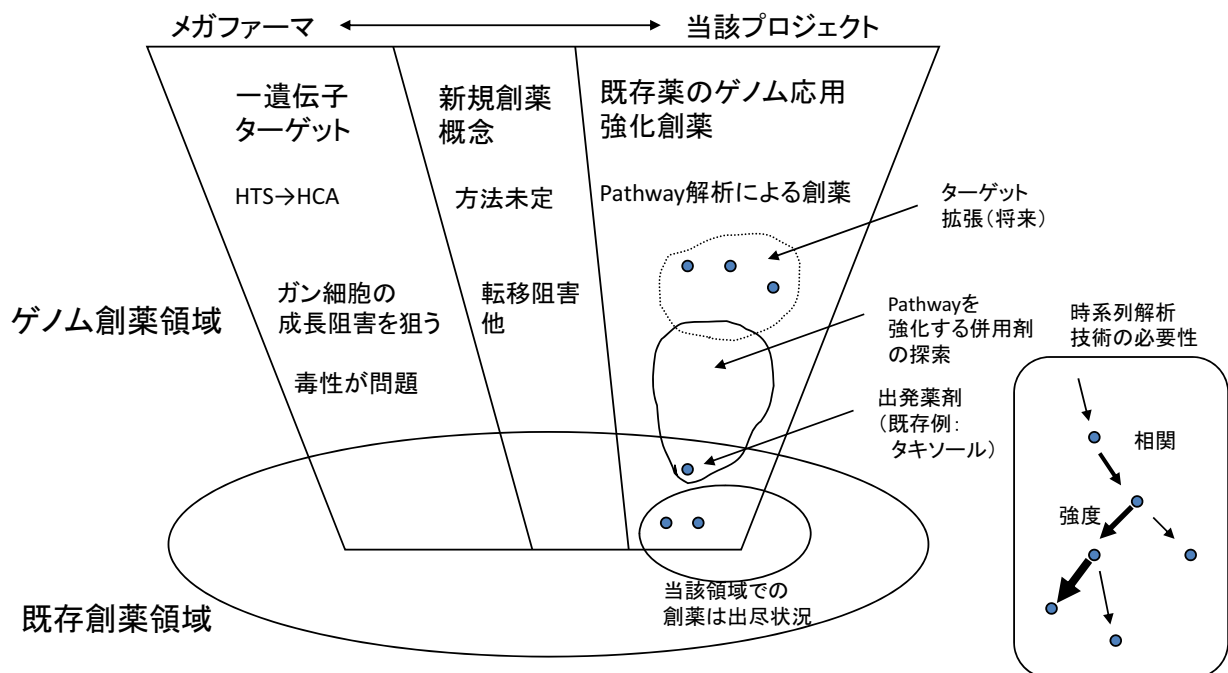 メガファーマ
当該プロジェクト
一遺伝子
ターゲット
新規創薬
概念
既存薬のゲノム応用
強化創薬
HTS→HCA
方法未定
Pathway解析による創薬
ターゲット
拡張(将来)
ガン細胞の
成長阻害を狙う
転移阻害
他
ゲノム創薬領域
Pathwayを
強化する併用剤
の探索
時系列解析
技術の必要性
毒性が問題
出発薬剤
(既存例:
タキソール)
相関
強度
当該領域での
創薬は出尽状況
既存創薬領域